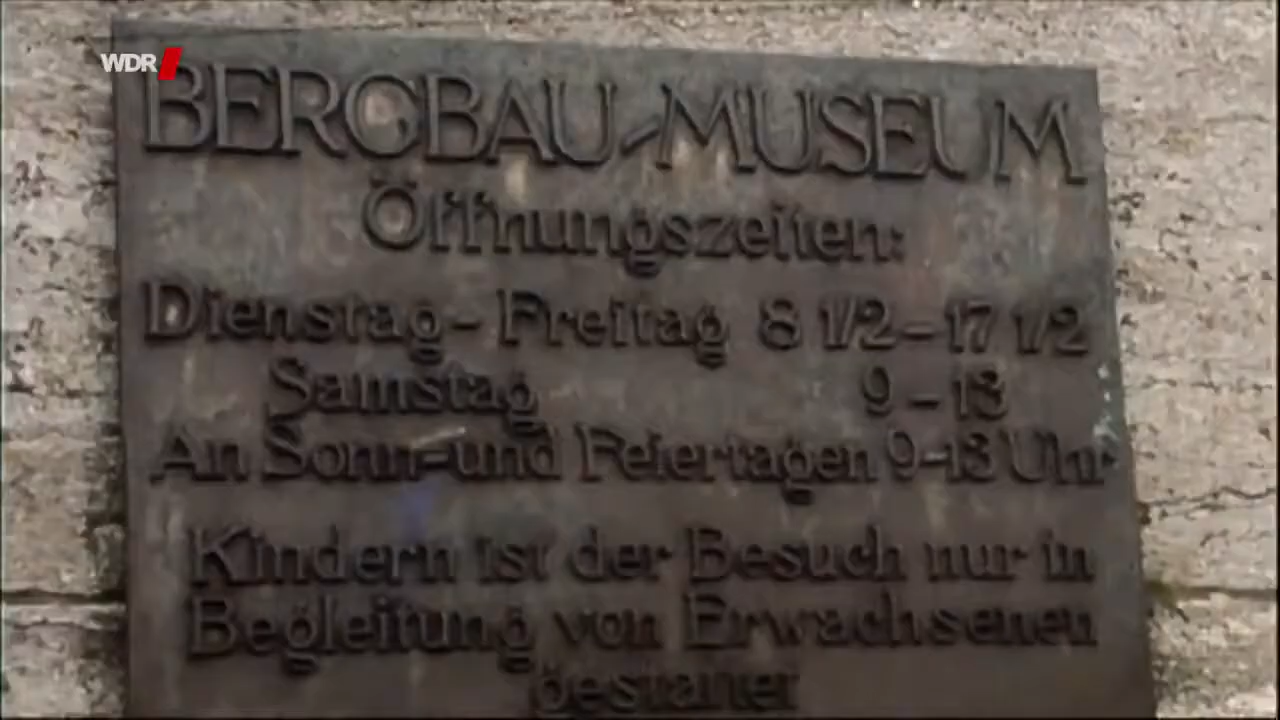 WDR
BERGBAU-MUSEUM
Öffnungszeiten:
Dienstag - Freitag 8 1/2 - 17 1/2
Samstag 9 - 13
An Sonn- und Feiertagen 9-13 Uhr
Kindern ist der Besuch nur in
Begleitung von Erwachsenen
gestattet